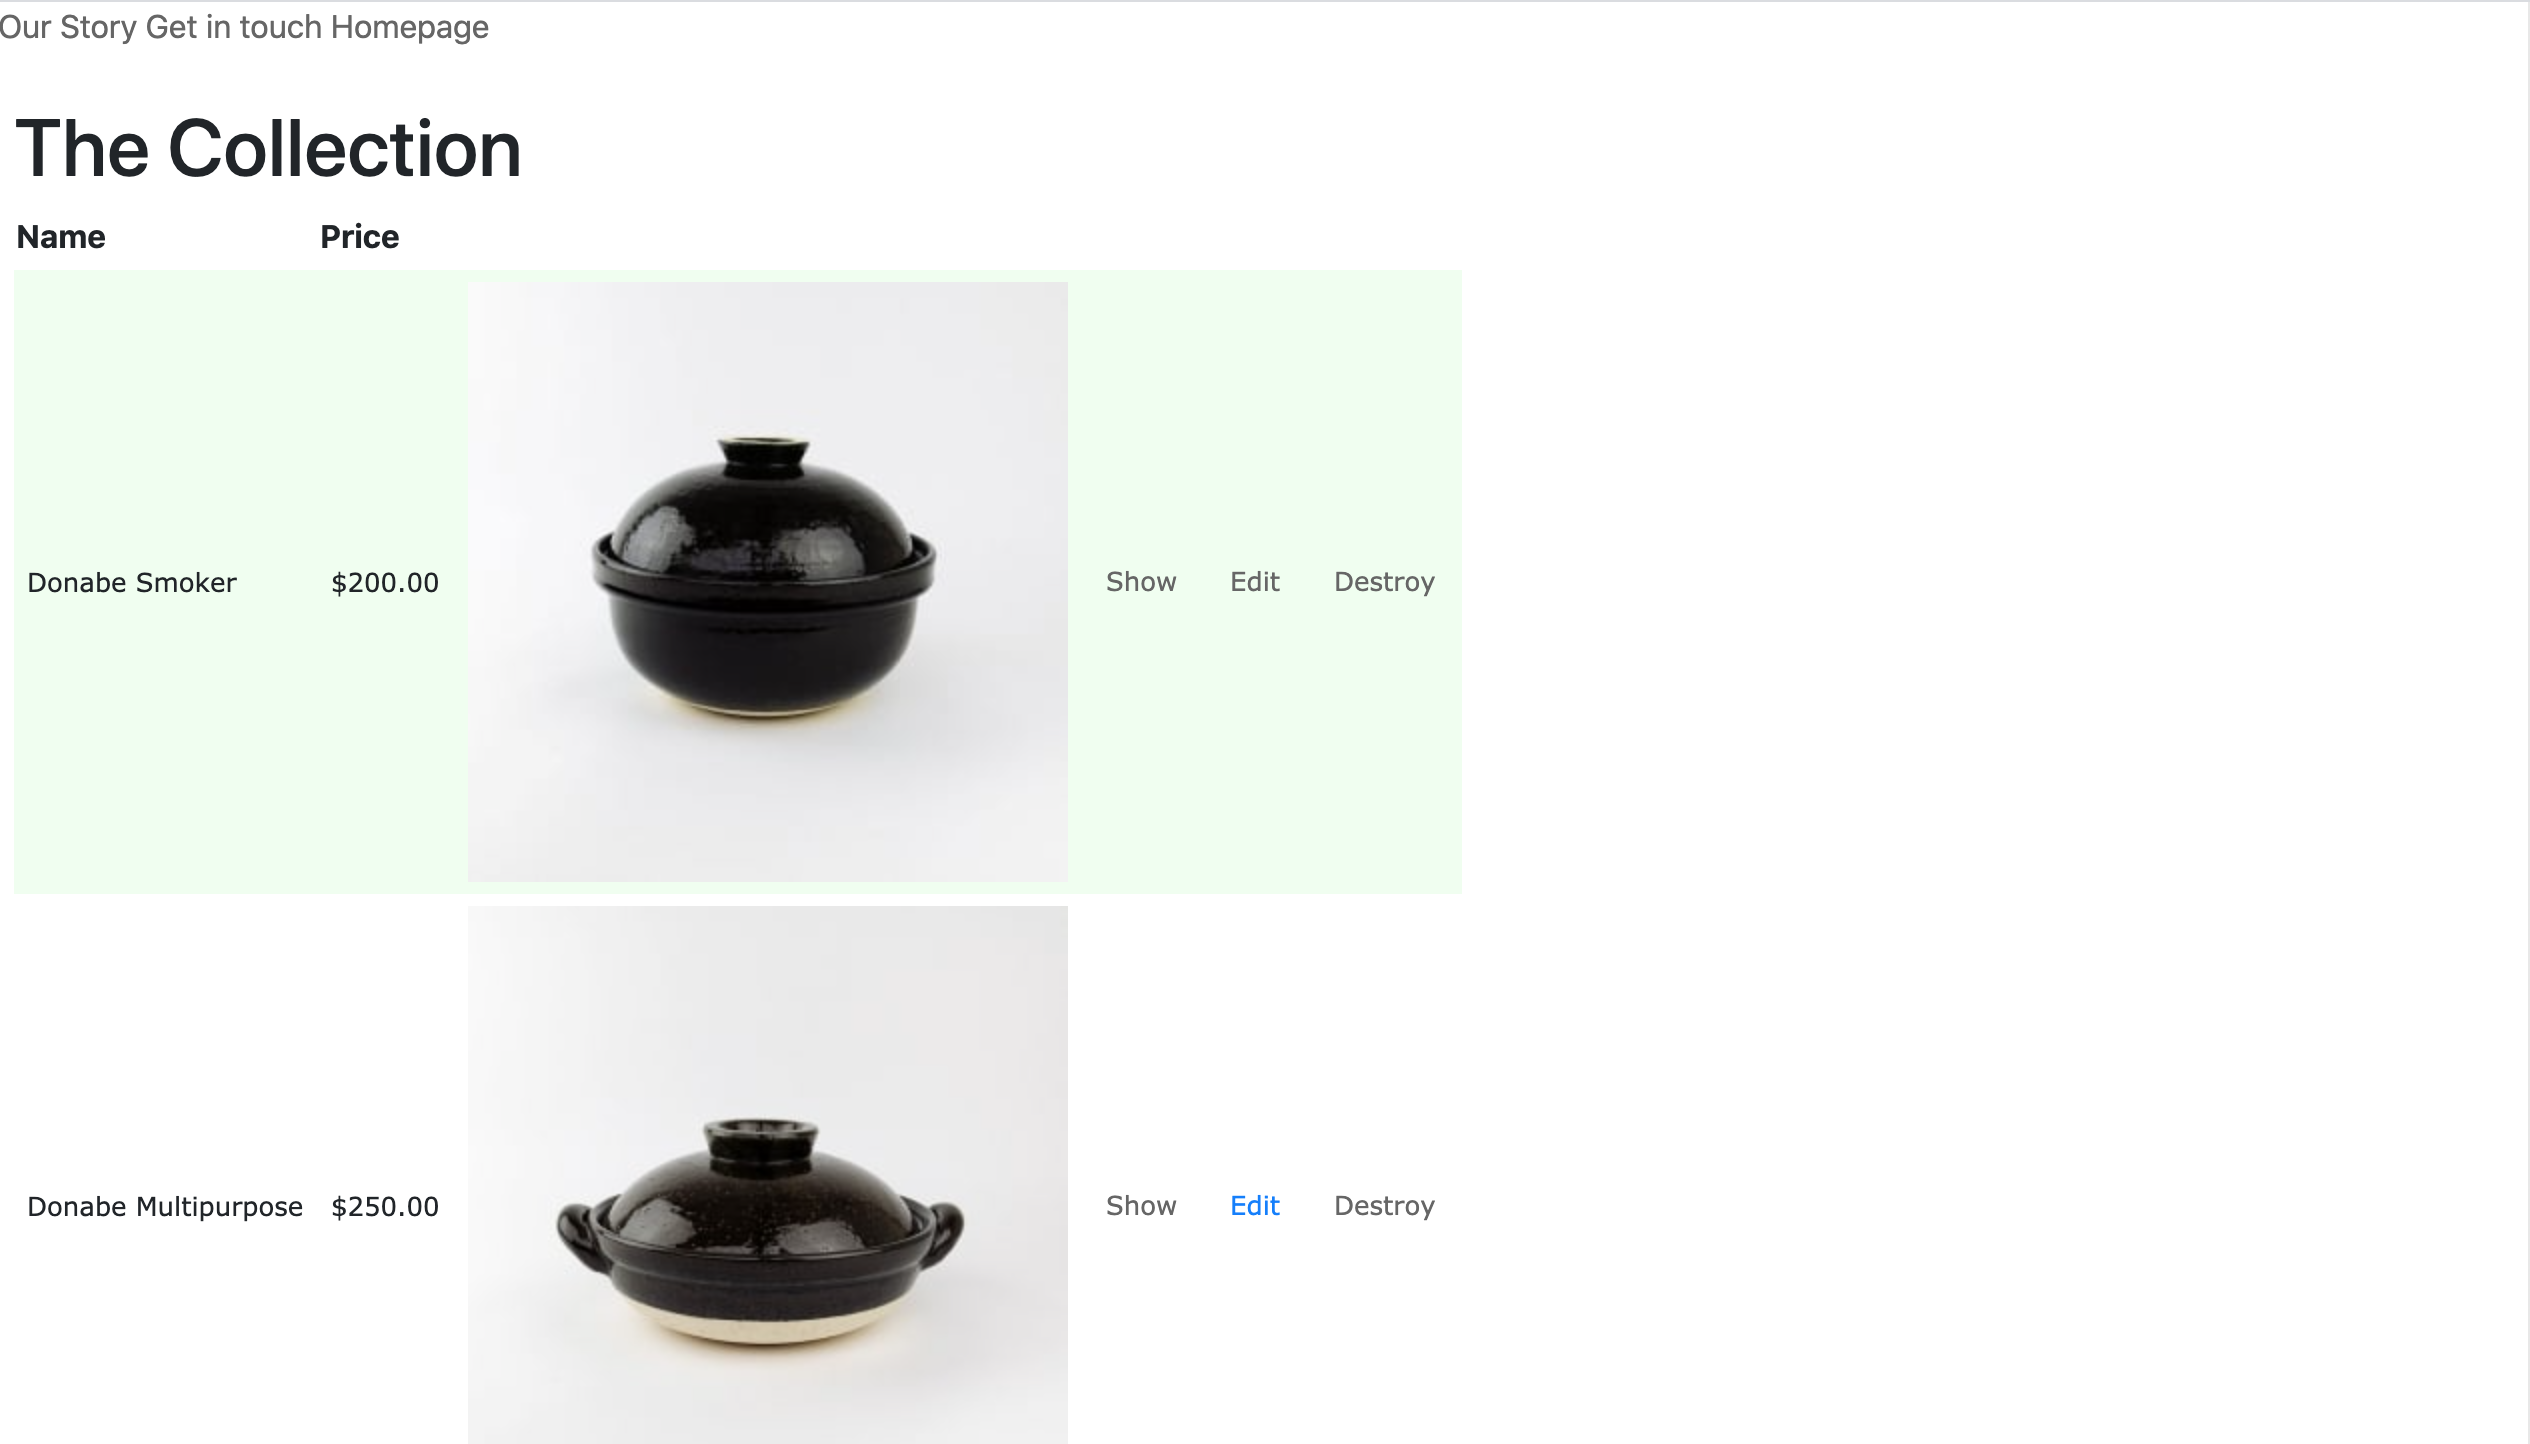 Our Story Get in touch Homepage
The Collection
Name Price
Donabe Smoker $200.00 Show Edit Destroy
Donabe Multipurpose $250.00 Show Edit Destroy